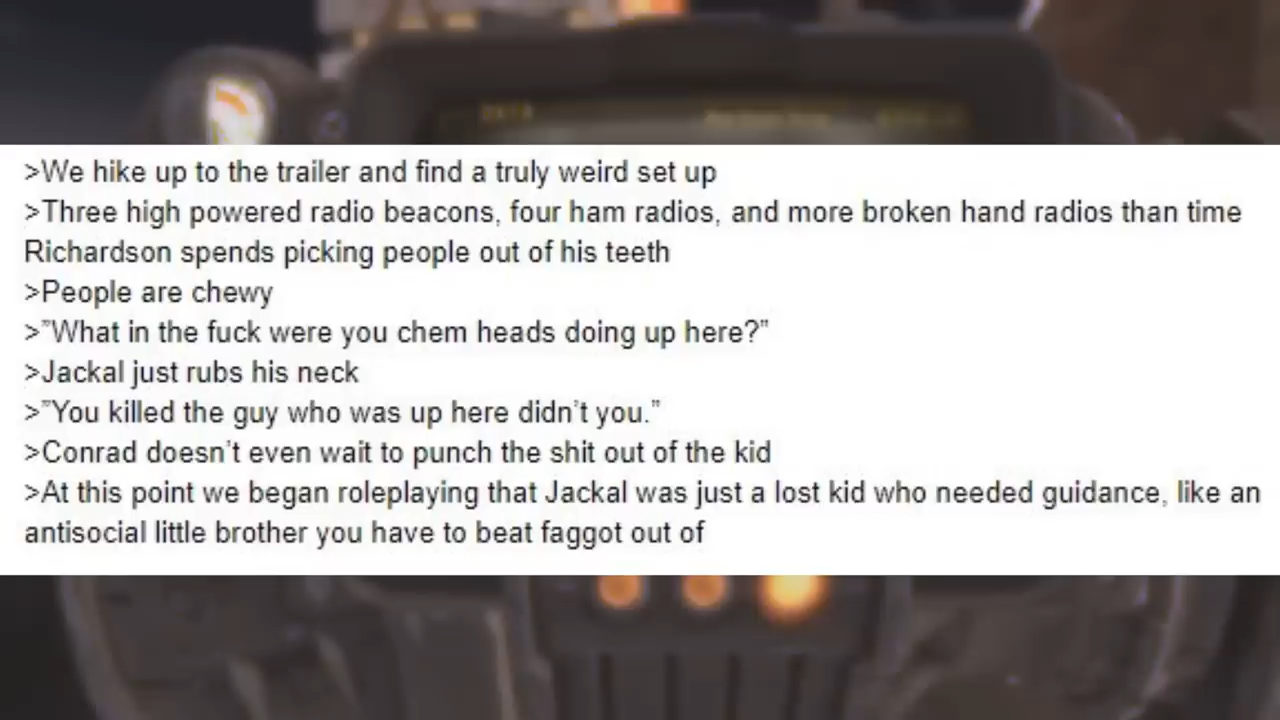 >We hike up to the trailer and find a truly weird set up
>Three high powered radio beacons, four ham radios, and more broken hand radios than time
Richardson spends picking people out of his teeth
>People are chewy
>”What in the fuck were you chem heads doing up here?”
>Jackal just rubs his neck
>”You killed the guy who was up here didn’t you.”
>Conrad doesn’t even wait to punch the shit out of the kid
>At this point we began roleplaying that Jackal was just a lost kid who needed guidance, like an
antisocial little brother you have to beat faggot out of